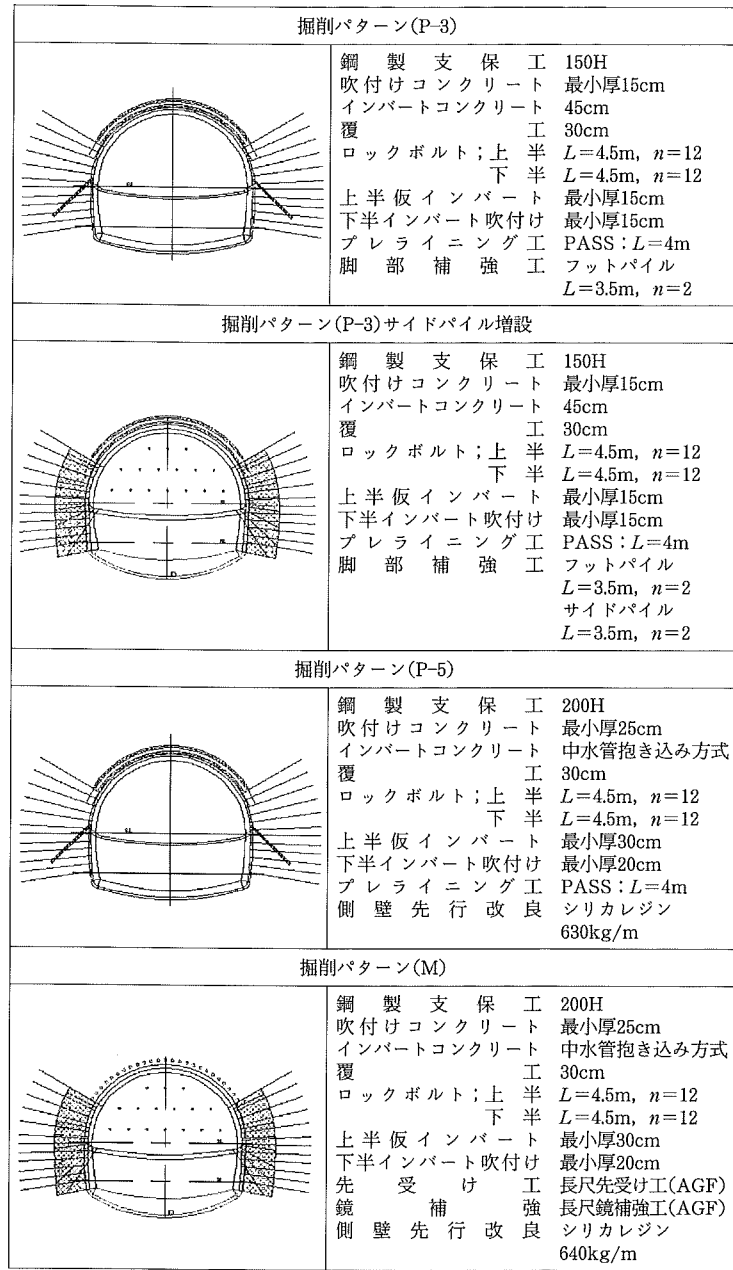 掘削パターン(P-3)
鋼製支保工 150H
吹付けコンクリート 最小厚15cm
インバートコンクリート 45cm
覆工 30cm
ロックボルト;上半 L=4.5m, n=12
下半 L=4.5m, n=12
上半仮インバート 最小厚15cm
下半インバート吹付け 最小厚15cm
プレライニング工 PASS:L=4m
脚部補強工 フットパイル
L=3.5m, n=2
掘削パターン(P-3)サイドパイル増設
鋼製支保工 150H
吹付けコンクリート 最小厚15cm
インバートコンクリート 45cm
覆工 30cm
ロックボルト;上半 L=4.5m, n=12
下半 L=4.5m, n=12
上半仮インバート 最小厚15cm
下半インバート吹付け 最小厚15cm
プレライニング工 PASS:L=4m
脚部補強工 フットパイル
L=3.5m, n=2
サイドパイル
L=3.5m, n=2
掘削パターン(P-5)
鋼製支保工 200H
吹付けコンクリート 最小厚25cm
インバートコンクリート 中水管抱き込み方式
覆工 30cm
ロックボルト;上半 L=4.5m, n=12
下半 L=4.5m, n=12
上半仮インバート 最小厚30cm
下半インバート吹付け 最小厚20cm
プレライニング工 PASS:L=4m
側壁先行改良 シリカレジン
630kg/m
掘削パターン(M)
鋼製支保工 200H
吹付けコンクリート 最小厚25cm
インバートコンクリート 中水管抱き込み方式
覆工 30cm
ロックボルト;上半 L=4.5m, n=12
下半 L=4.5m, n=12
上半仮インバート 最小厚30cm
下半インバート吹付け 最小厚20cm
先受け工 長尺先受け工(AGF)
鏡補強 長尺鏡補強工(AGF)
側壁先行改良 シリカレジン
640kg/m